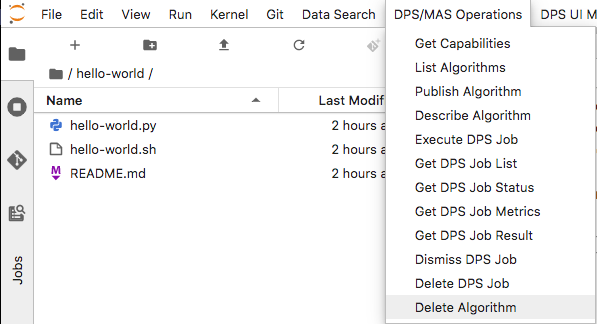 File Edit View Run Kernel Git Data Search DPS/MAS Operations DPS UI M
/ hello-world /
Name Last Modif
hello-world.py 2 hours a
hello-world.sh 2 hours a
M README.md 2 hours a
Jobs
Get Capabilities
List Algorithms
Publish Algorithm
Describe Algorithm
Execute DPS Job
Get DPS Job List
Get DPS Job Status
Get DPS Job Metrics
Get DPS Job Result
Dismiss DPS Job
Delete DPS Job
Delete Algorithm